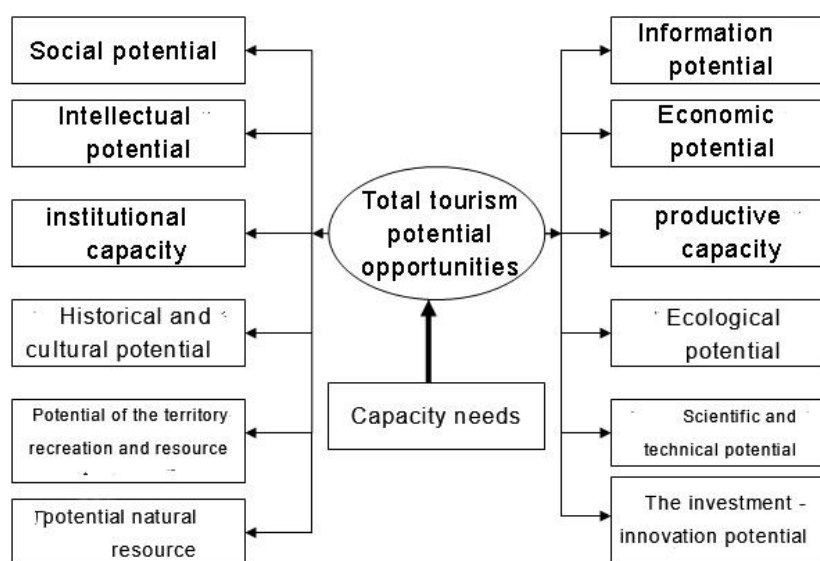 Social potential
Intellectual
potential
institutional
capacity
Historical and
cultural potential
Potential of the territory
recreation and resource
potential natural
resource
Total tourism
potential
opportunities
Capacity needs
Information
potential
Economic
potential
productive
capacity
Ecological
potential
Scientific and
technical potential
The investment -
innovation potential